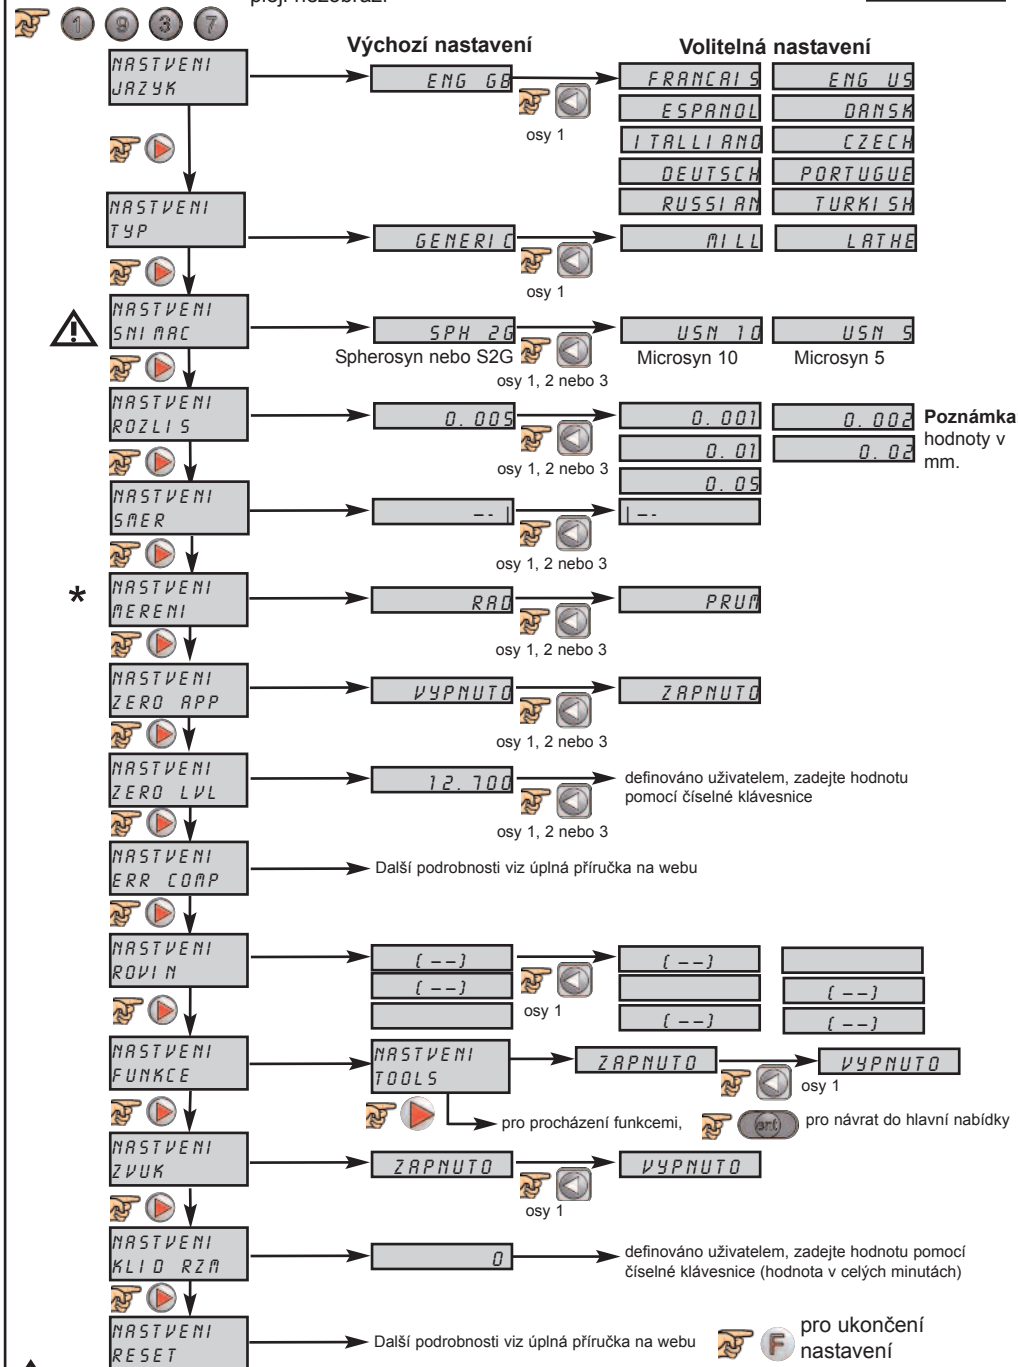 1 9 3 7
Výchozí nastavení
Volitelná nastavení
NASTVENI
JAZYK
ENG GB
osy 1
FRANCAIS
ENG US
ESPANOL
DANSK
ITALLIANO
CZECH
DEUTSCH
PORTUGUE
RUSSIAN
TURKISH
NASTVENI
TYP
GENERIC
osy 1
MILL
LATHE
NASTVENI
SNIMAC
SPH 2G
Spherosyn nebo S2G
osy 1, 2 nebo 3
USN 10
Microsyn 10
USN 5
Microsyn 5
NASTVENI
ROZLIS
0.005
osy 1, 2 nebo 3
0.001
0.002
0.01
0.02
0.05
Poznámka
hodnoty v
mm.
NASTVENI
SMER
--|
osy 1, 2 nebo 3
|--
*
NASTVENI
MERENI
RAD
osy 1, 2 nebo 3
PRUM
NASTVENI
ZERO APP
VYPNUTO
osy 1, 2 nebo 3
ZAPNUTO
NASTVENI
ZERO LVL
12.700
osy 1, 2 nebo 3
definováno uživatelem, zadejte hodnotu
pomocí číselné klávesnice
NASTVENI
ERR COMP
Další podrobnosti viz úplná příručka na webu
NASTVENI
ROVIN
(--)
(--)
osy 1
(--)
(--)
(--)
(--)
NASTVENI
FUNKCE
NASTVENI
TOOLS
ZAPNUTO
osy 1
VYPNUTO
pro procházení funkcemi,
ent
pro návrat do hlavní nabídky
NASTVENI
ZVUK
ZAPNUTO
osy 1
VYPNUTO
NASTVENI
KLID RZM
0
definováno uživatelem, zadejte hodnotu pomocí
číselné klávesnice (hodnota v celých minutách)
NASTVENI
RESET
Další podrobnosti viz úplná příručka na webu
F
pro ukončení
nastavení